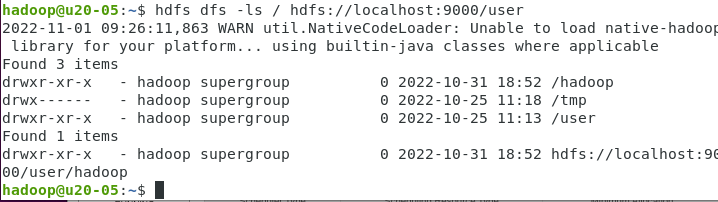 hadoop@u20-05:~$ hdfs dfs -ls / hdfs://localhost:9000/user
2022-11-01 09:26:11,863 WARN util.NativeCodeLoader: Unable to load native-hadoop
 library for your platform... using builtin-java classes where applicable
Found 3 items
drwxr-xr-x   - hadoop supergroup          0 2022-10-31 18:52 /hadoop
drwx------   - hadoop supergroup          0 2022-10-25 11:18 /tmp
drwxr-xr-x   - hadoop supergroup          0 2022-10-25 11:13 /user
Found 1 items
drwxr-xr-x   - hadoop supergroup          0 2022-10-31 18:52 hdfs://localhost:90
00/user/hadoop
hadoop@u20-05:~$